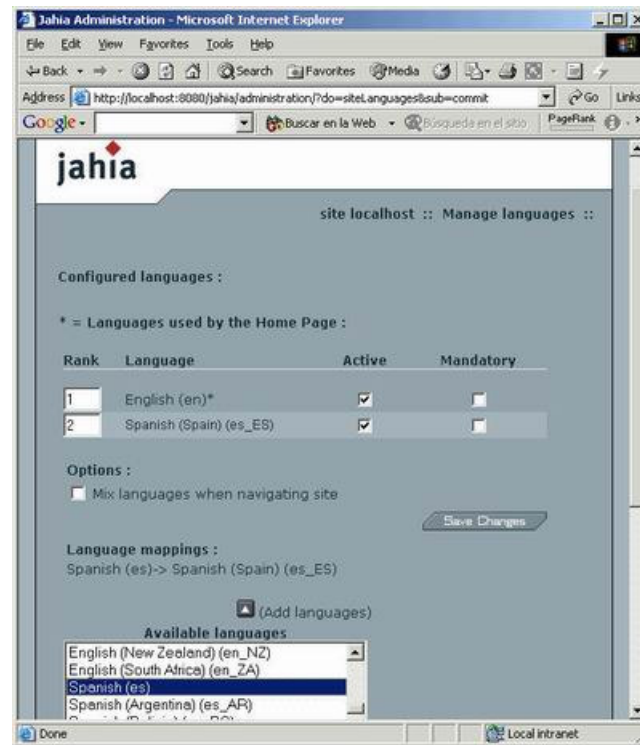 Jahia Administration - Microsoft Internet Explorer
File Edit View Favorites Tools Help
Back Search Favorites Media
Address http://localhost:8080/jahia/administration/?do=siteLanguages&sub=commit Go Links
Google Buscar en la Web Búsqueda en el sitio PageRank
jahia
site localhost :: Manage languages ::
Configured languages :
* = Languages used by the Home Page :
Rank Language Active Mandatory
1 English (en)*
2 Spanish (Spain) (es_ES)
Options :
Mix languages when navigating site
Save Changes
Language mappings :
Spanish (es)-> Spanish (Spain) (es_ES)
(Add languages)
Available languages
English (New Zealand) (en_NZ)
English (South Africa) (en_ZA)
Spanish (es)
Spanish (Argentina) (es_AR)
Done Local intranet